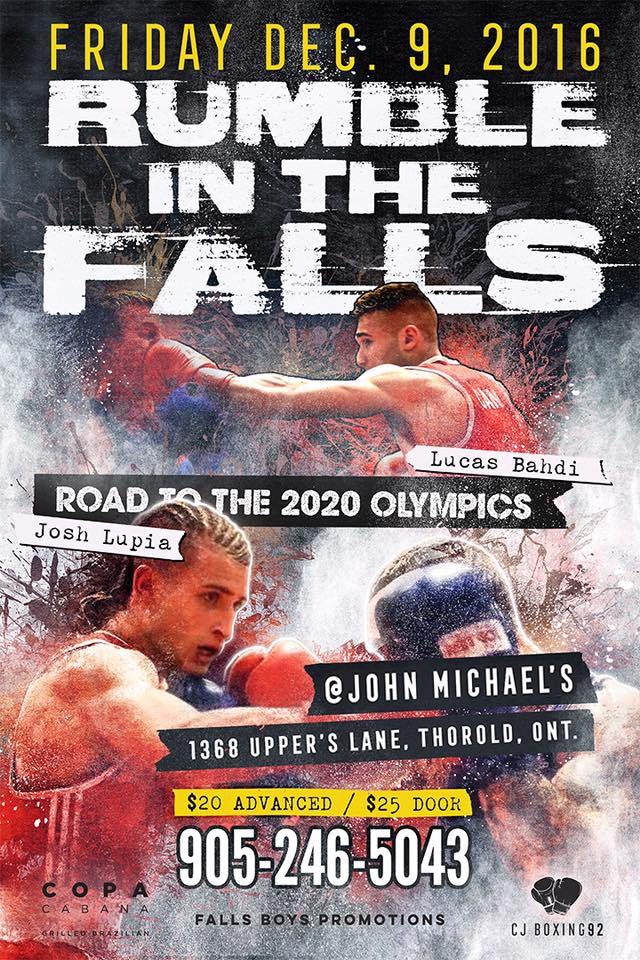 FRIDAY DEC. 9, 2016
RUMBLE
IN THE
FALLS
CAN
Lucas Bahdi
ROAD TO THE 2020 OLYMPICS
Josh Lupia
@JOHN MICHAEL'S
1368 UPPER'S LANE, THOROLD, ONT.
$20 ADVANCED / $25 DOOR
905-246-5043
COPA
CABANA
GRILLED BRAZILIAN
FALLS BOYS PROMOTIONS
CJ BOXING92